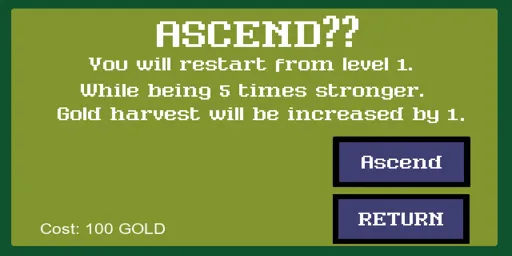 ASCEND??
You will restart from level 1.
While being 5 times stronger.
Gold harvest will be increased by 1.
Ascend
RETURN
Cost: 100 GOLD